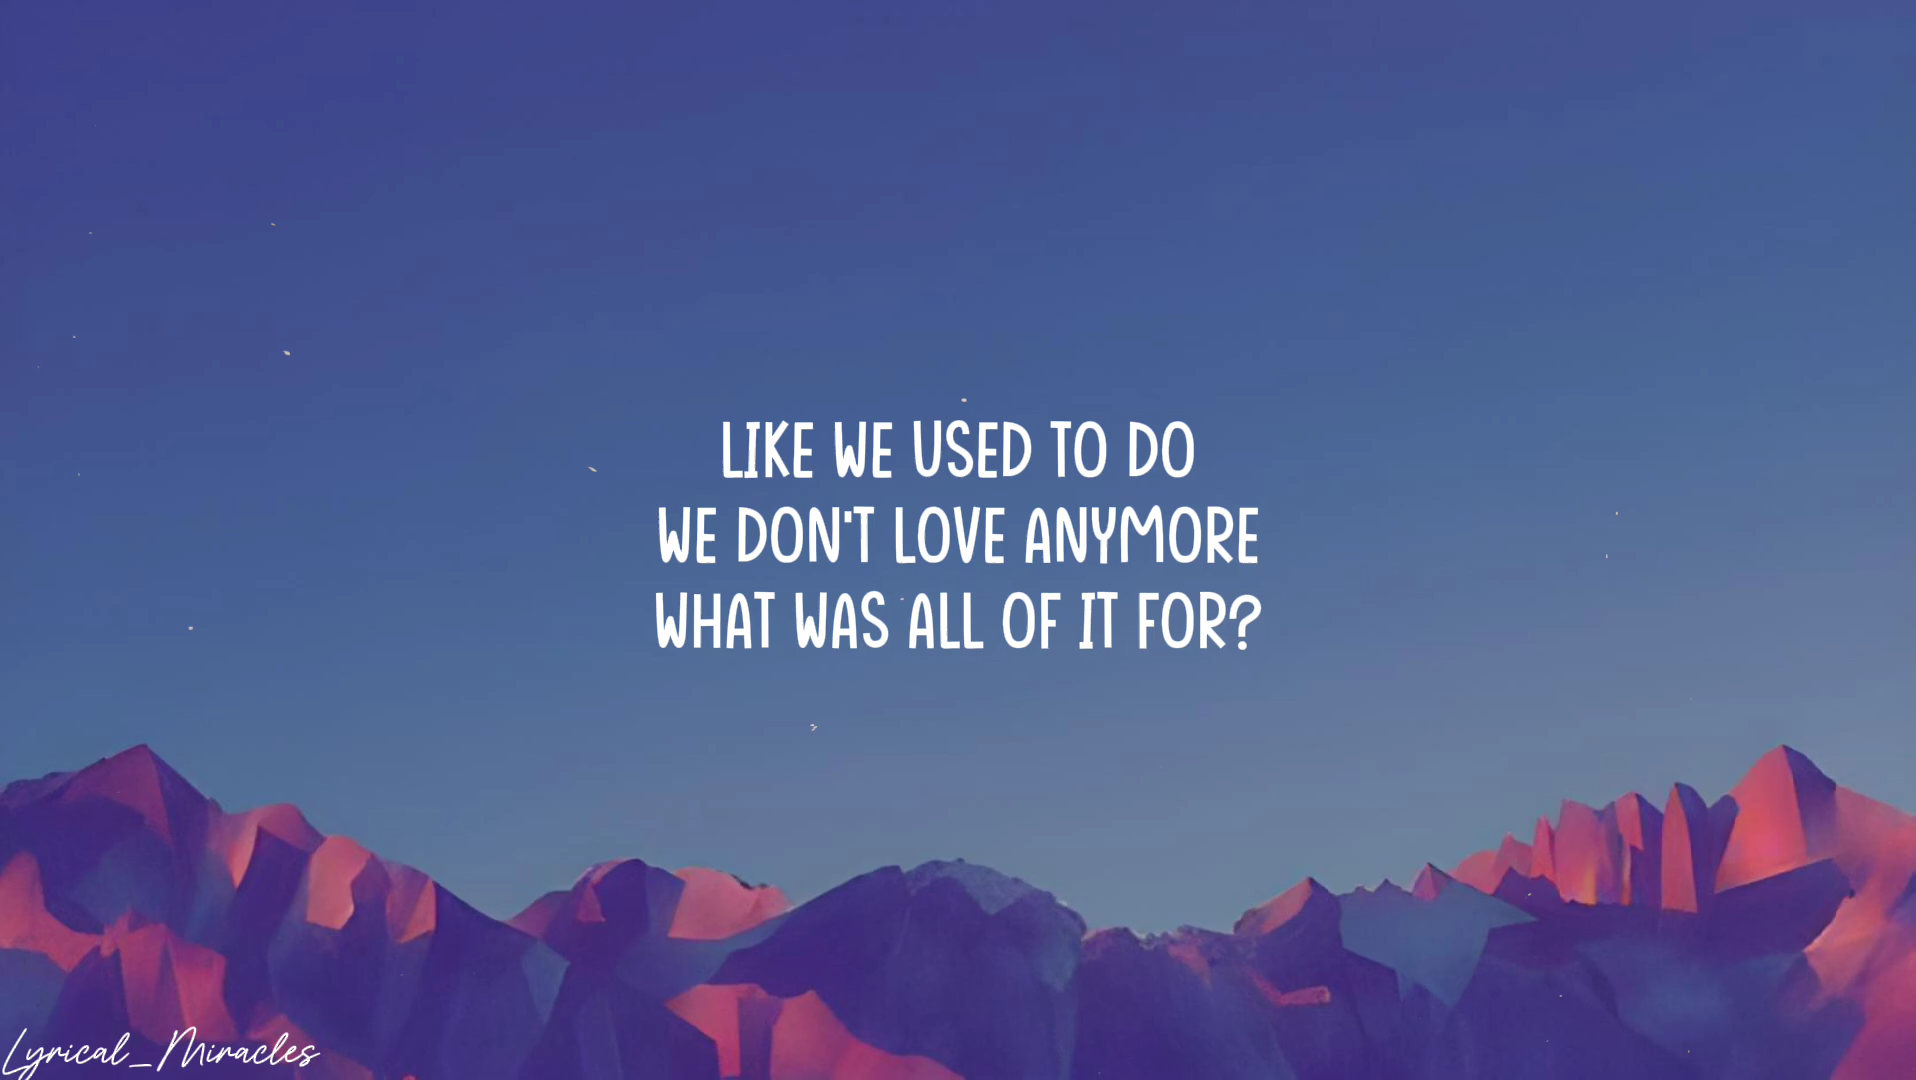 LIKE WE USED TO DO
WE DON'T LOVE ANYMORE
WHAT WAS ALL OF IT FOR?
Lyrical_Miracles